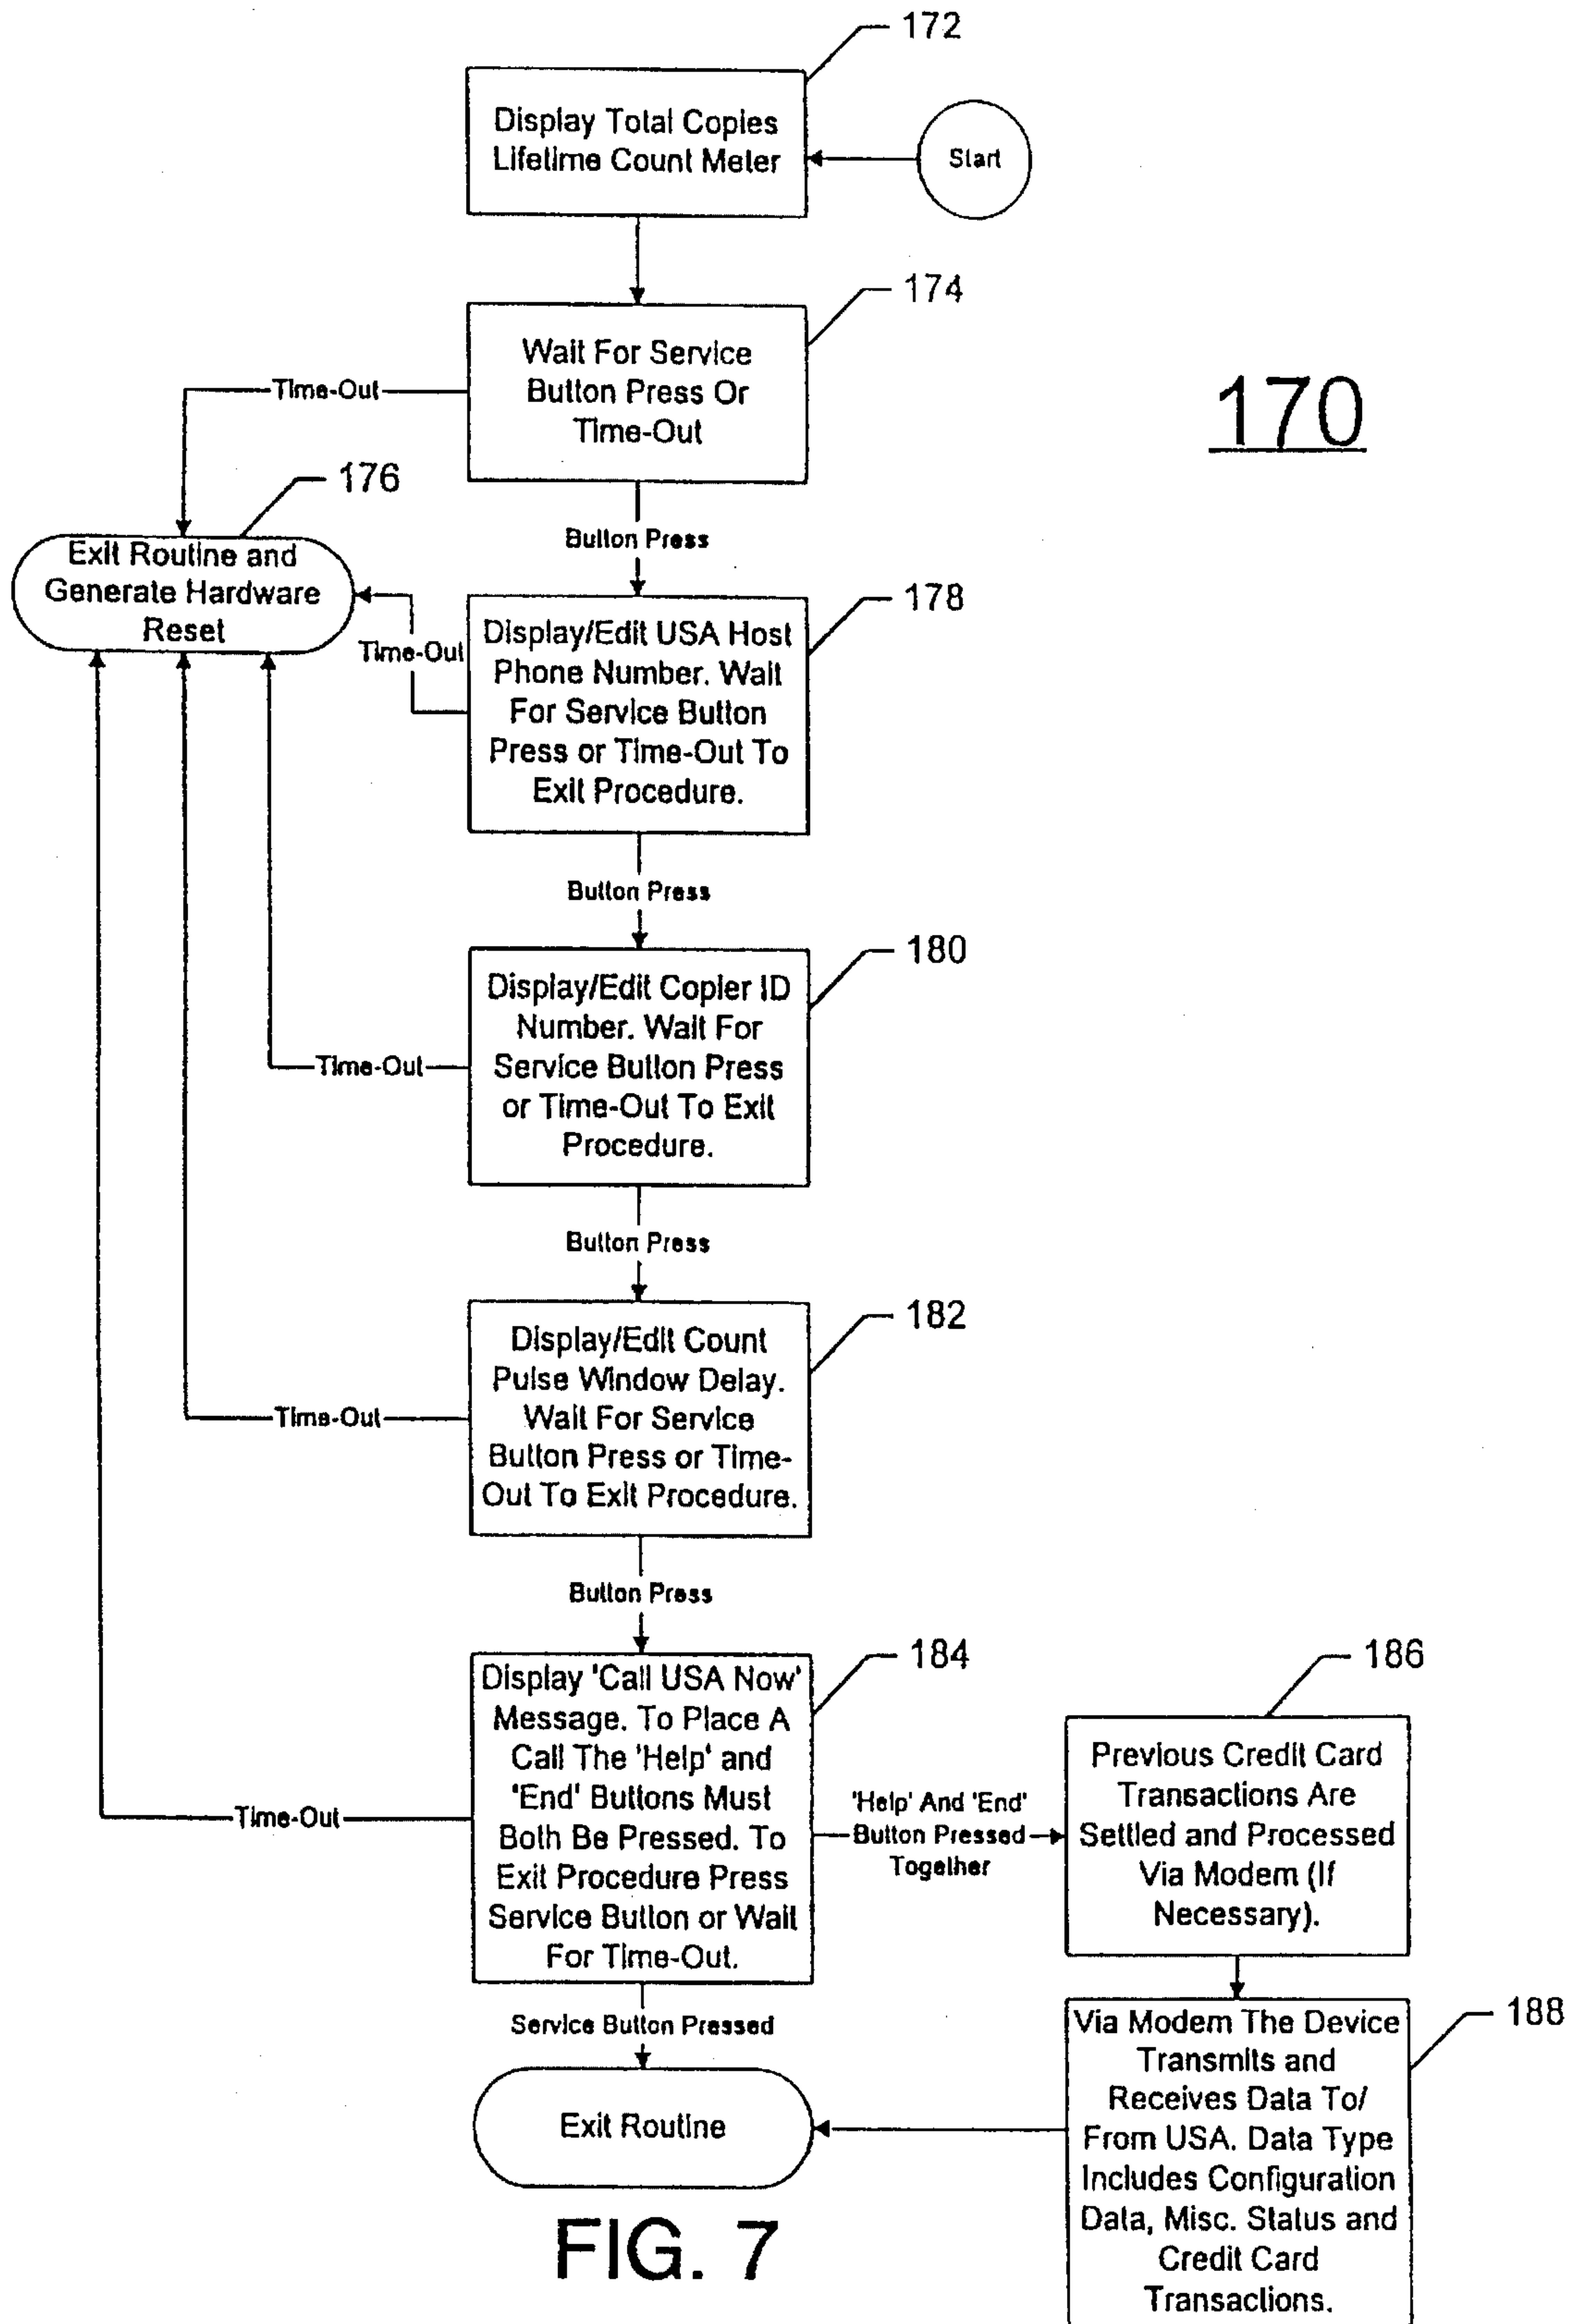 172
Display Total Copies
Lifetime Count Meter
Start
174
Wait For Service
Button Press Or
Time-Out
Time-Out
170
176
Exit Routine and
Generate Hardware
Reset
Button Press
178
Display/Edit USA Host
Phone Number. Wait
For Service Button
Press or Time-Out To
Exit Procedure.
Time-Out
Button Press
180
Display/Edit Copier ID
Number. Wait For
Service Button Press
or Time-Out To Exit
Procedure.
Time-Out
Button Press
182
Display/Edit Count
Pulse Window Delay.
Wait For Service
Button Press or Time-
Out To Exit Procedure.
Time-Out
Button Press
184
Display 'Call USA Now'
Message. To Place A
Call The 'Help' and
'End' Buttons Must
Both Be Pressed. To
Exit Procedure Press
Service Button or Wait
For Time-Out.
Time-Out
'Help' And 'End'
Button Pressed
Together
186
Previous Credit Card
Transactions Are
Settled and Processed
Via Modem (If
Necessary).
Service Button Pressed
188
Via Modem The Device
Transmits and
Receives Data To/
From USA. Data Type
Includes Configuration
Data, Misc. Status and
Credit Card
Transactions.
Exit Routine
FIG. 7